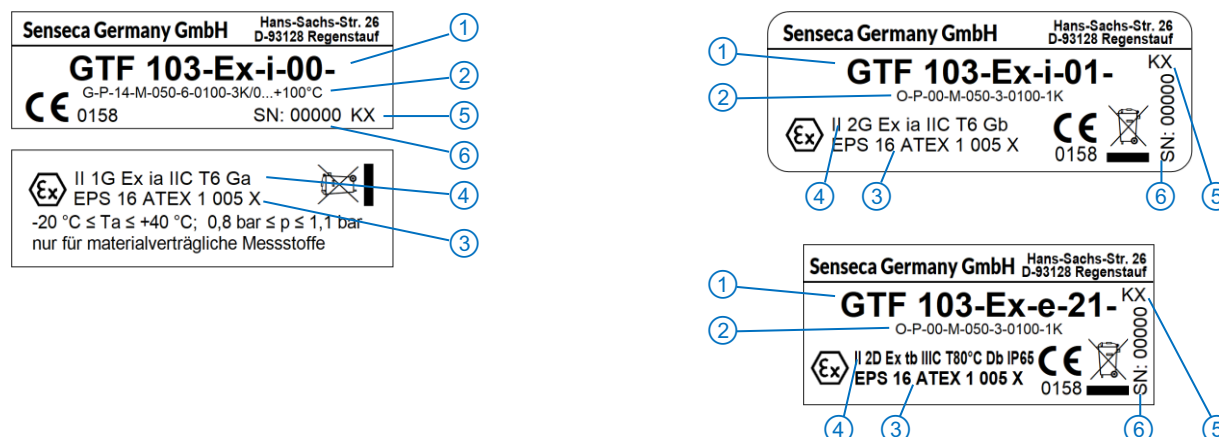 Senseca Germany GmbH
Hans-Sachs-Str. 26
D-93128 Regenstauf
GTF 103-Ex-i-00-
G-P-14-M-050-6-0100-3K/0...+100°C
CE 0158
SN: 00000 KX
1
2
5
6
Ex
II 1G Ex ia IIC T6 Ga
EPS 16 ATEX 1 005 X
-20 °C ≤ Ta ≤ +40 °C; 0,8 bar ≤ p ≤ 1,1 bar
nur für materialverträgliche Messstoffe
4
3
Senseca Germany GmbH
Hans-Sachs-Str. 26
D-93128 Regenstauf
1
GTF 103-Ex-i-01-
KX
2
O-P-00-M-050-3-0100-1K
Ex
II 2G Ex ia IIC T6 Gb
EPS 16 ATEX 1 005 X
CE
0158
SN: 00000
4
3
6
5
Senseca Germany GmbH
Hans-Sachs-Str. 26
D-93128 Regenstauf
1
GTF 103-Ex-e-21-
KX
2
O-P-00-M-050-3-0100-1K
Ex
II 2D Ex tb IIIC T80°C Db IP65
EPS 16 ATEX 1 005 X
CE
0158
SN: 00000
4
3
6
5